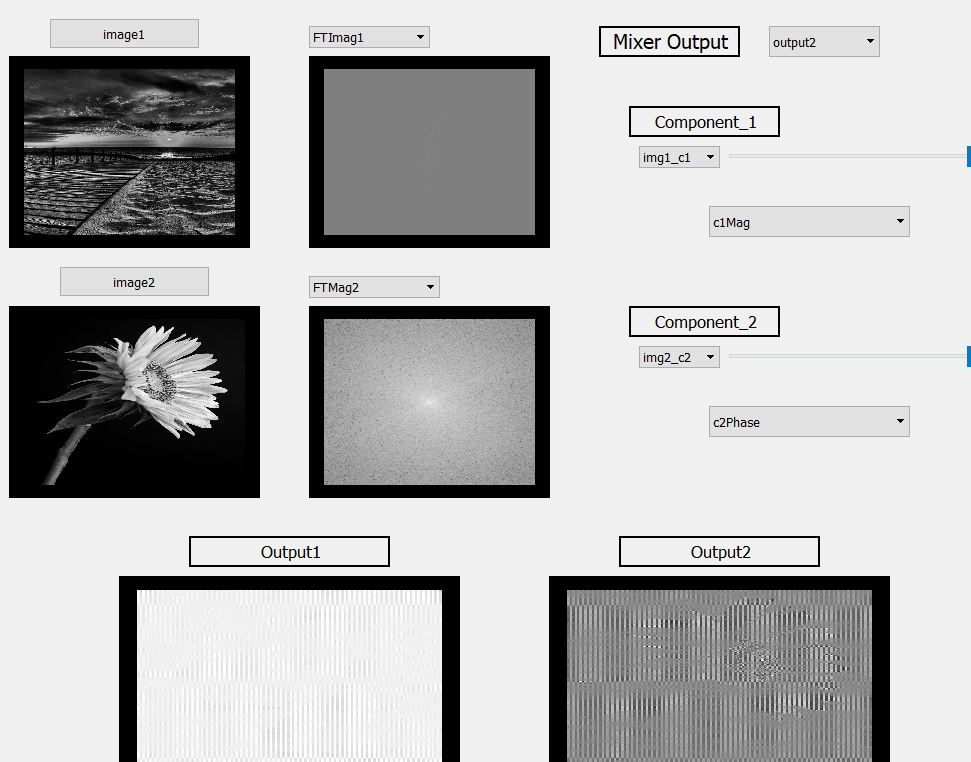 image1
FTImag1
Mixer Output
output2
Component_1
img1_c1
c1Mag
image2
FTMag2
Component_2
img2_c2
c2Phase
Output1
Output2